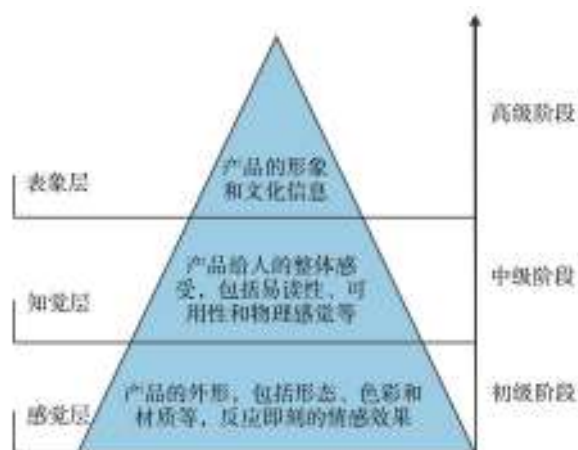 高级阶段
表象层
产品的形象
和文化信息
知觉层
产品给人的整体感
受，包括易读性、可
用性和物理感觉等
中级阶段
感觉层
产品的外形，包括形态、色彩和
材质等，反应即刻的情感效果
初级阶段